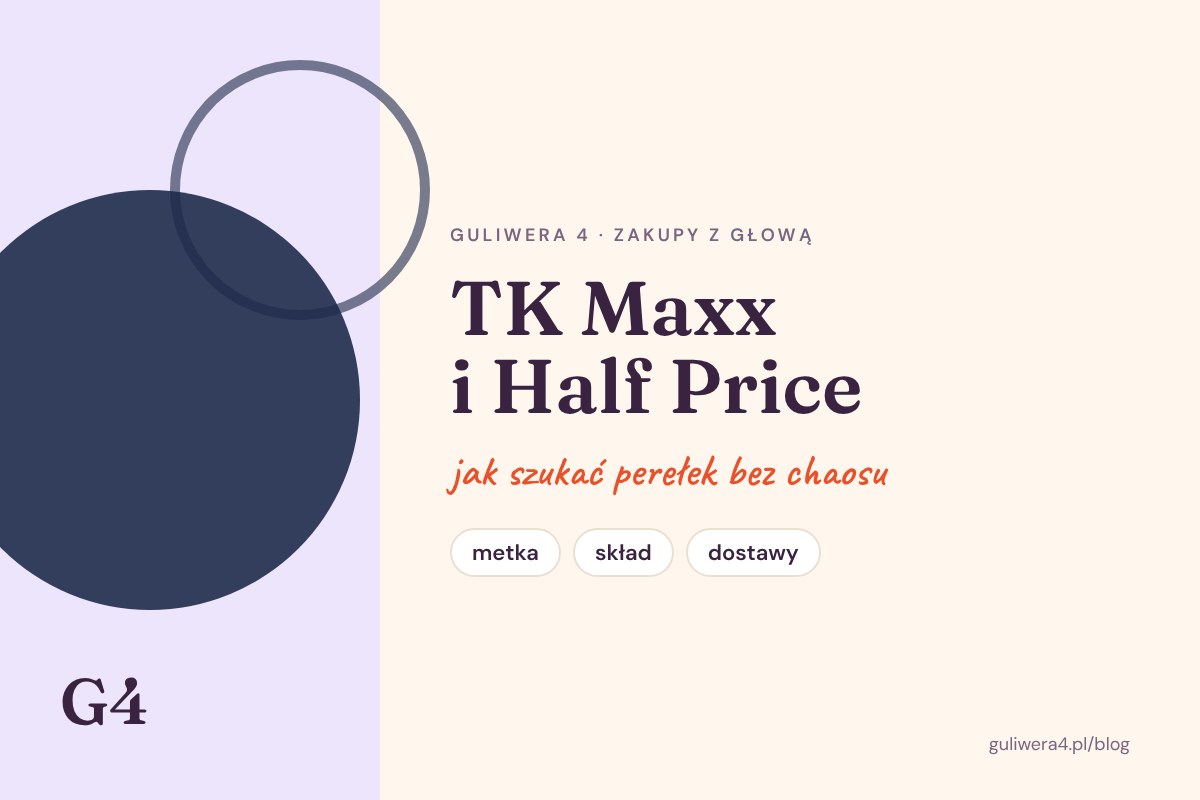 GULIWERA 4 · ZAKUPY Z GŁOWĄ
TK Maxx
i Half Price
jak szukać perełek bez chaosu
metka skład dostawy
G4
guliwera4.pl/blog